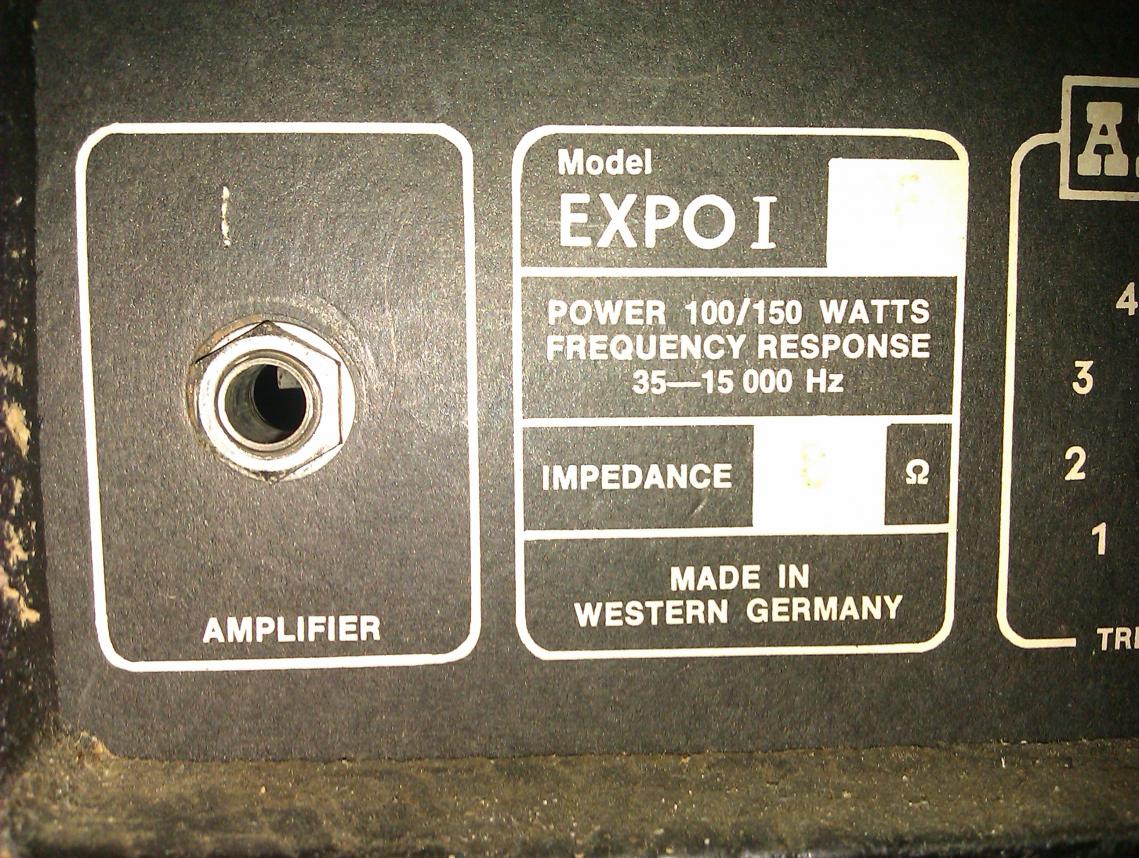 AMPLIFIER
Model
EXPO I
POWER 100/150 WATTS
FREQUENCY RESPONSE
35—15 000 Hz
IMPEDANCE Ω
MADE IN
WESTERN GERMANY
A
4
3
2
1